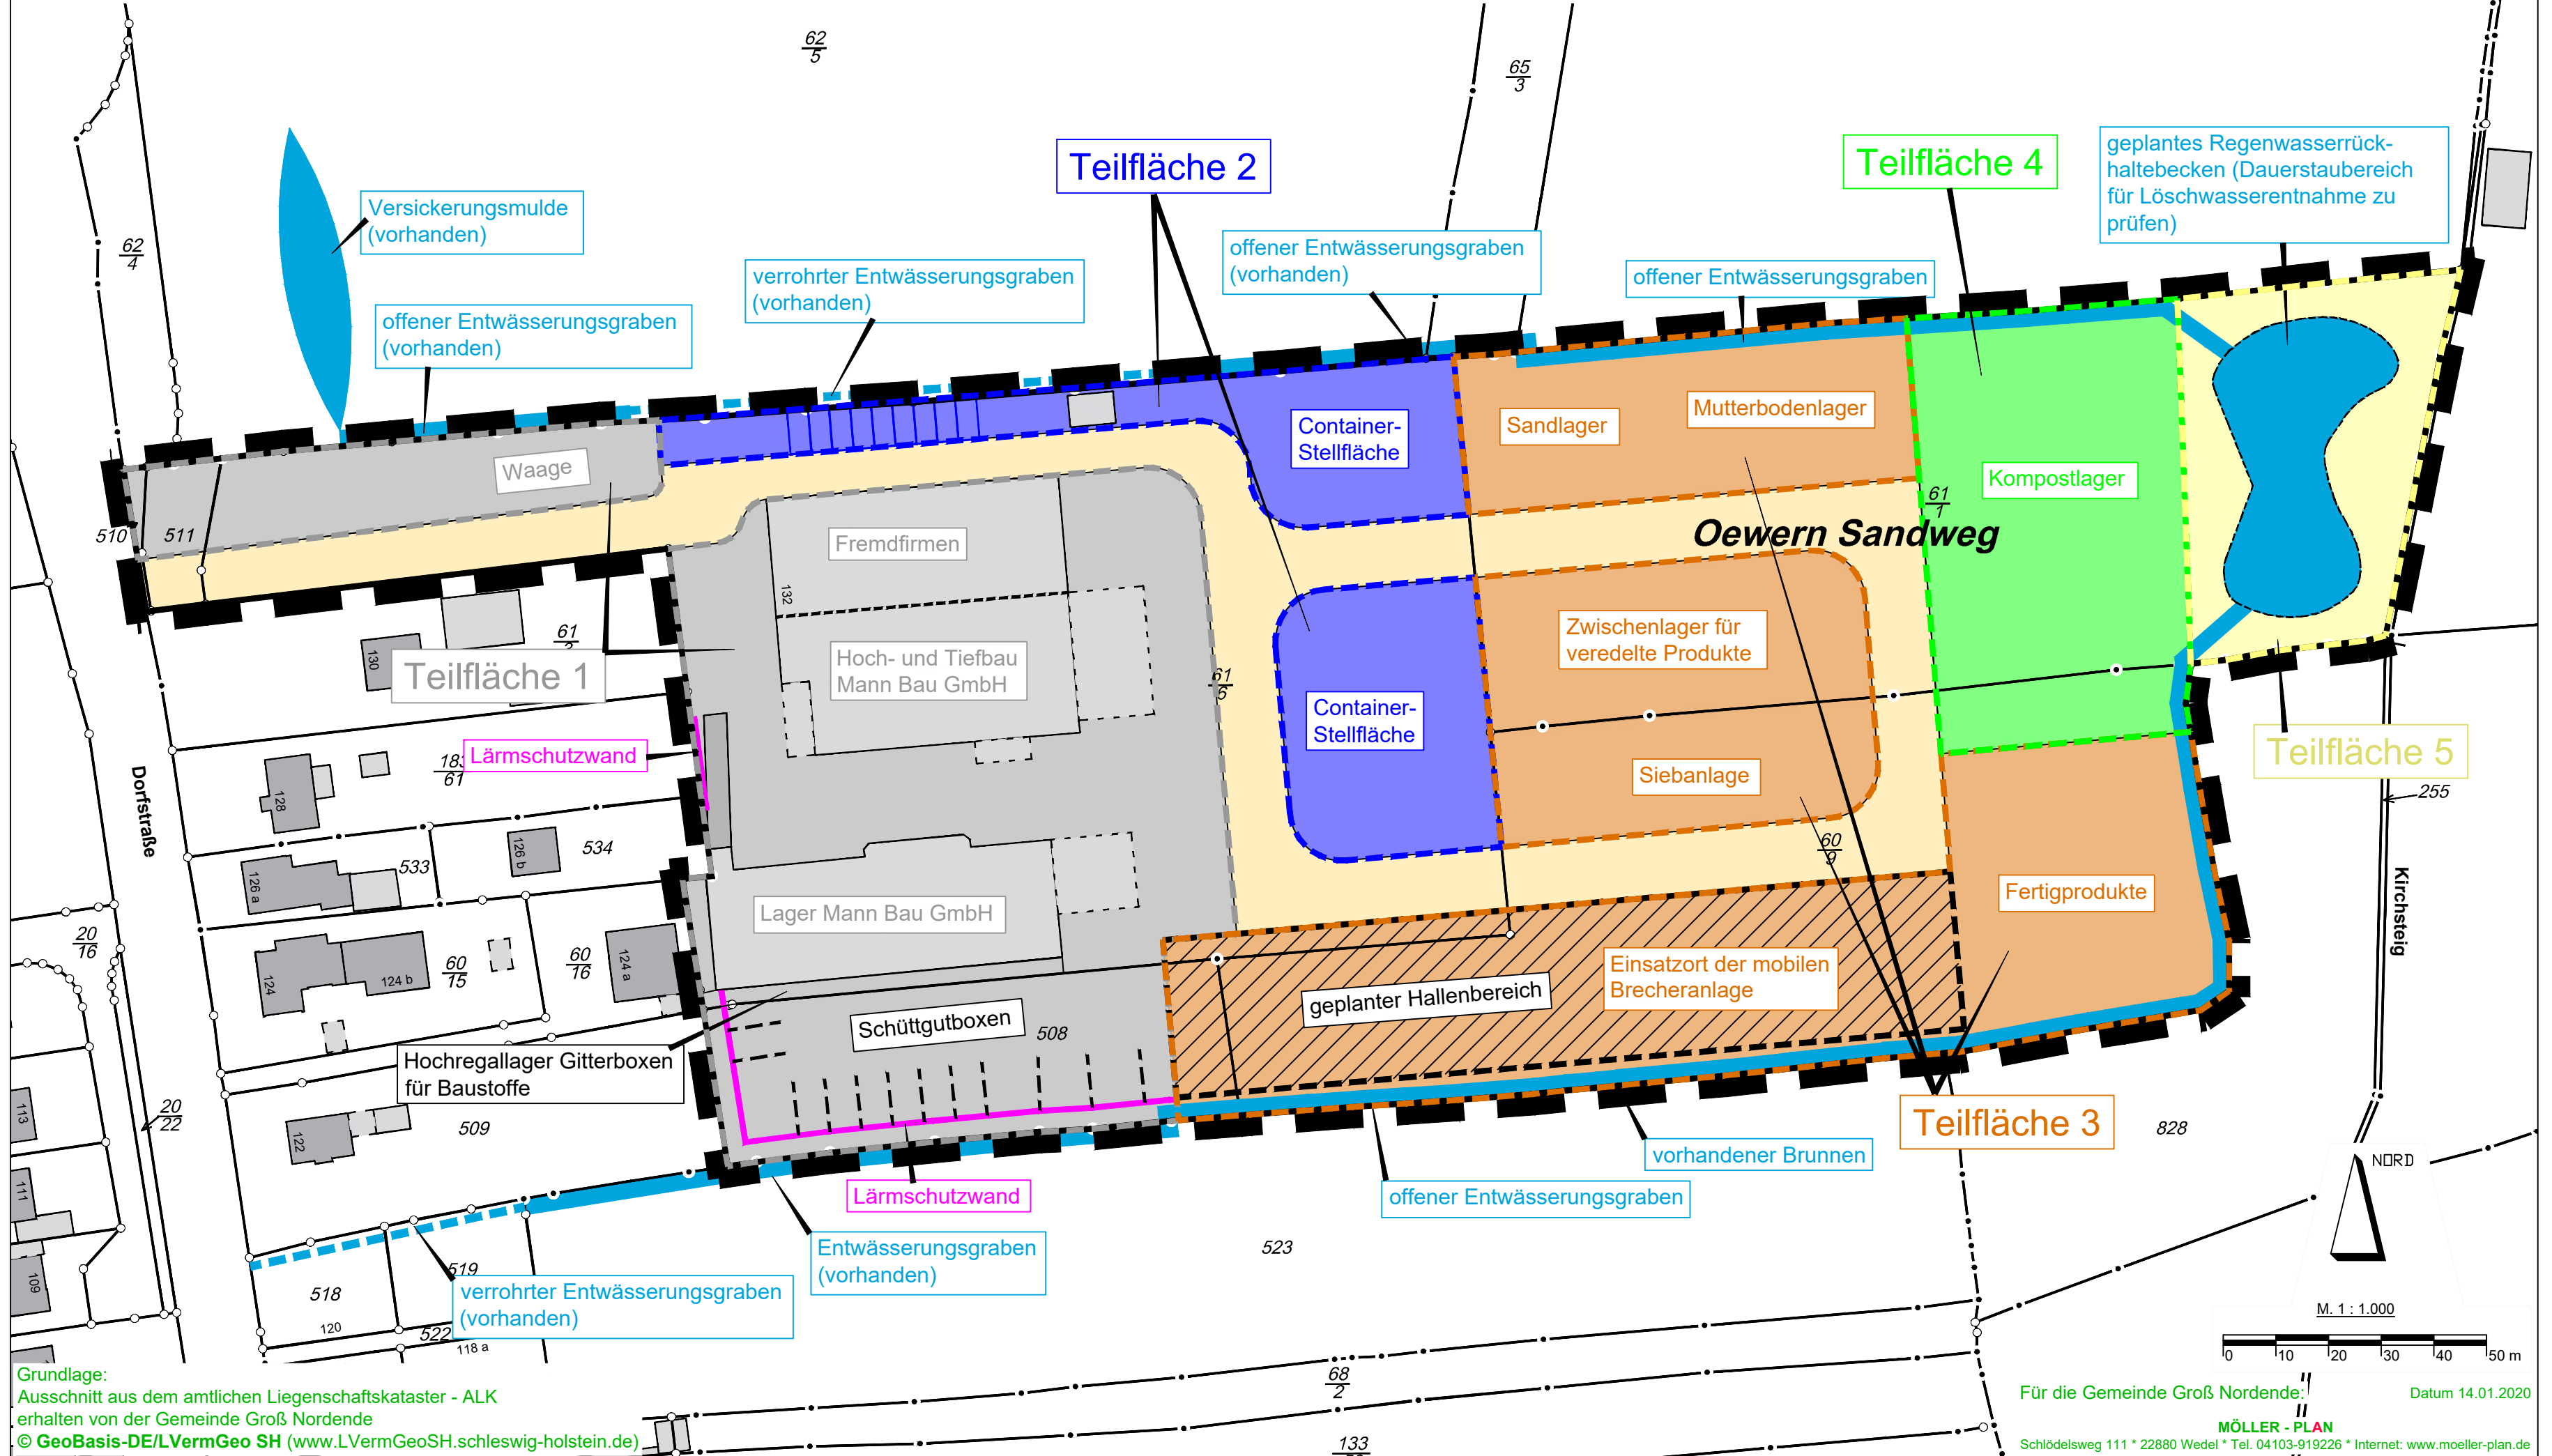 62
5
65
3
62
4
Teilfläche 2
Teilfläche 4
geplantes Regenwasserrück-
haltebecken (Dauerstaubereich
für Löschwasserentnahme zu
prüfen)
Versickerungsmulde
(vorhanden)
offener Entwässerungsgraben
(vorhanden)
verrohrter Entwässerungsgraben
(vorhanden)
offener Entwässerungsgraben
(vorhanden)
offener Entwässerungsgraben
Waage
Container-
Stellfläche
Sandlager
Mutterbodenlager
Kompostlager
61
1
Oewern Sandweg
510
511
Fremdfirmen
132
61
130
Teilfläche 1
Hoch- und Tiefbau
Mann Bau GmbH
61
6
Zwischenlager für
veredelte Produkte
Container-
Stellfläche
Siebanlage
Teilfläche 5
Lärmschutzwand
61
128
Dorfstraße
255
126 a
533
126 b
534
60
9
Kirchsteig
Fertigprodukte
Lager Mann Bau GmbH
20
16
124
124 b
60
15
60
16
124 a
Einsatzort der mobilen
Brecheranlage
geplanter Hallenbereich
Schüttgutboxen
508
Hochregallager Gitterboxen
für Baustoffe
113
20
22
122
509
Teilfläche 3
828
vorhandener Brunnen
NORD
111
Lärmschutzwand
offener Entwässerungsgraben
Entwässerungsgraben
(vorhanden)
523
109
518
519
verrohrter Entwässerungsgraben
(vorhanden)
120
522
118 a
M. 1 : 1.000
0 10 20 30 40 50 m
68
2
133
Grundlage:
Ausschnitt aus dem amtlichen Liegenschaftskataster - ALK
erhalten von der Gemeinde Groß Nordende
© GeoBasis-DE/LVermGeo SH (www.LVermGeoSH.schleswig-holstein.de)
Für die Gemeinde Groß Nordende:
Datum 14.01.2020
MÖLLER - PLAN
Schlödelsweg 111 * 22880 Wedel * Tel. 04103-919226 * Internet: www.moeller-plan.de